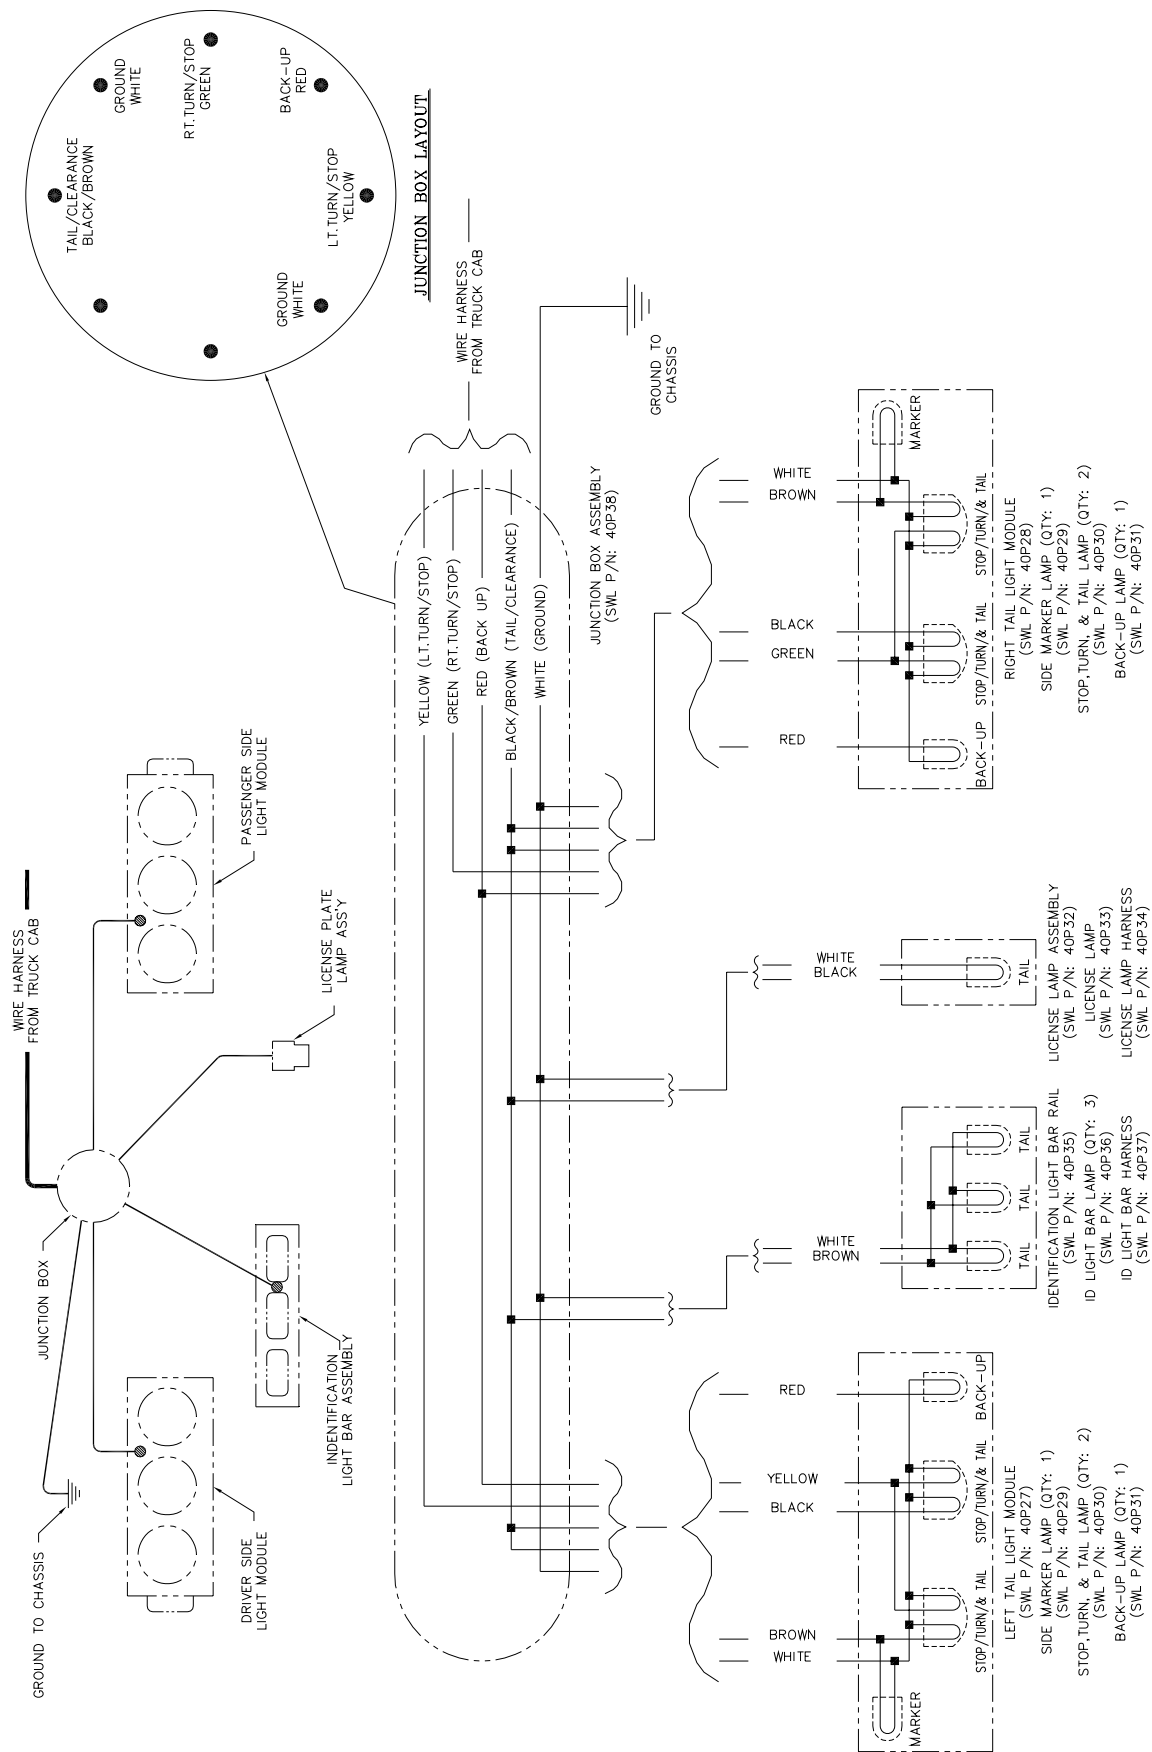 GROUND TO CHASSIS
JUNCTION BOX
WIRE HARNESS
FROM TRUCK CAB
DRIVER SIDE
LIGHT MODULE
INDENTIFICATION
LIGHT BAR ASSEMBLY
LICENSE PLATE
LAMP ASS'Y
PASSENGER SIDE
LIGHT MODULE
TAIL/CLEARANCE
BLACK/BROWN
GROUND
WHITE
RT.TURN/STOP
GREEN
BACK-UP
RED
LT.TURN/STOP
YELLOW
GROUND
WHITE
JUNCTION BOX LAYOUT
WIRE HARNESS
FROM TRUCK CAB
YELLOW (LT.TURN/STOP)
GREEN (RT.TURN/STOP)
RED (BACK UP)
BLACK/BROWN (TAIL/CLEARANCE)
WHITE (GROUND)
JUNCTION BOX ASSEMBLY
(SWL P/N: 40P38)
GROUND TO
CHASSIS
WHITE
BROWN
BLACK
YELLOW
RED
MARKER
STOP/TURN/& TAIL
STOP/TURN/& TAIL
BACK-UP
LEFT TAIL LIGHT MODULE
(SWL P/N: 40P27)
SIDE MARKER LAMP (QTY: 1)
(SWL P/N: 40P29)
STOP,TURN, & TAIL LAMP (QTY: 2)
(SWL P/N: 40P30)
BACK-UP LAMP (QTY: 1)
(SWL P/N: 40P31)
WHITE
BROWN
TAIL
TAIL
TAIL
IDENTIFICATION LIGHT BAR RAIL
(SWL P/N: 40P35)
ID LIGHT BAR LAMP (QTY: 3)
(SWL P/N: 40P36)
ID LIGHT BAR HARNESS
(SWL P/N: 40P37)
WHITE
BLACK
TAIL
LICENSE LAMP ASSEMBLY
(SWL P/N: 40P32)
LICENSE LAMP
(SWL P/N: 40P33)
LICENSE LAMP HARNESS
(SWL P/N: 40P34)
RED
GREEN
BLACK
BROWN
WHITE
BACK-UP
STOP/TURN/& TAIL
STOP/TURN/& TAIL
MARKER
RIGHT TAIL LIGHT MODULE
(SWL P/N: 40P28)
SIDE MARKER LAMP (QTY: 1)
(SWL P/N: 40P29)
STOP,TURN, & TAIL LAMP (QTY: 2)
(SWL P/N: 40P30)
BACK-UP LAMP (QTY: 1)
(SWL P/N: 40P31)